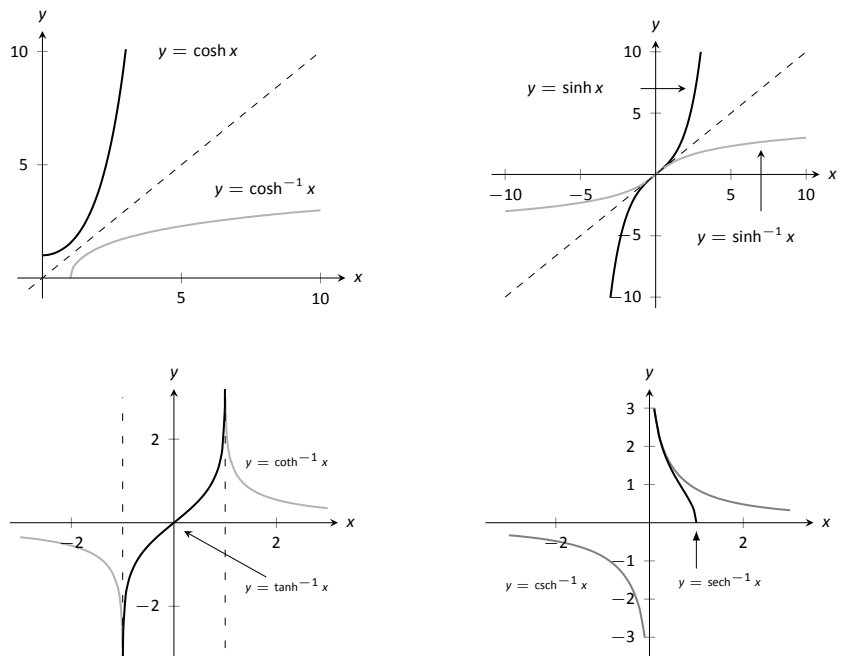 y
10
y = cosh x
5
y = cosh⁻¹ x
x
5
10
y
10
y = sinh x
5
x
−10
−5
5
10
−5
y = sinh⁻¹ x
−10
y
2
y = coth⁻¹ x
x
−2
2
y = tanh⁻¹ x
−2
y
3
2
1
x
−2
2
−1
y = csch⁻¹ x
y = sech⁻¹ x
−2
−3